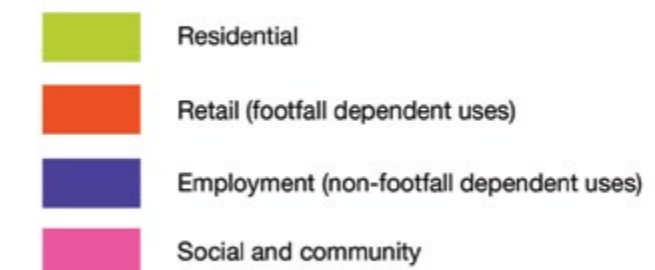 Residential
Retail (footfall dependent uses)
Employment (non-footfall dependent uses)
Social and community